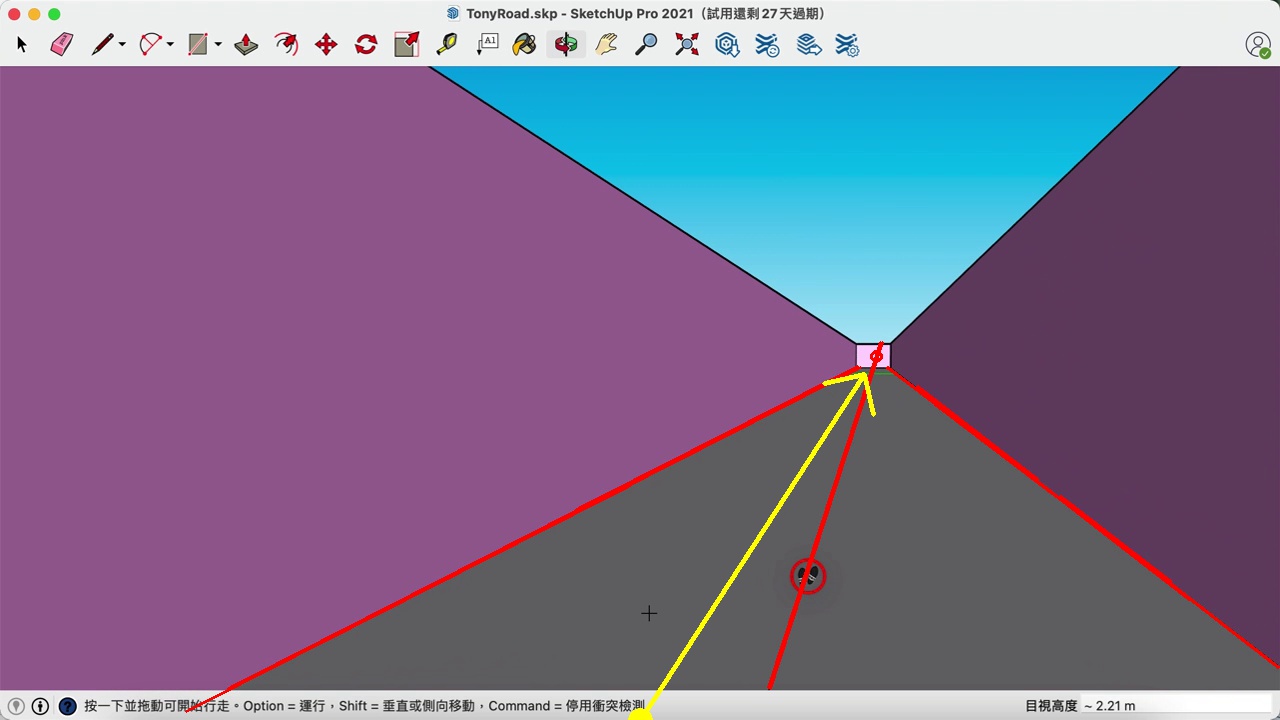 TonyRoad.skp - SketchUp Pro 2021（試用還剩 27 天過期）
A1
按一下並拖動可開始行走。Option = 運行，Shift = 垂直或側向移動，Command = 停用衝突檢測
目視高度 ~ 2.21 m